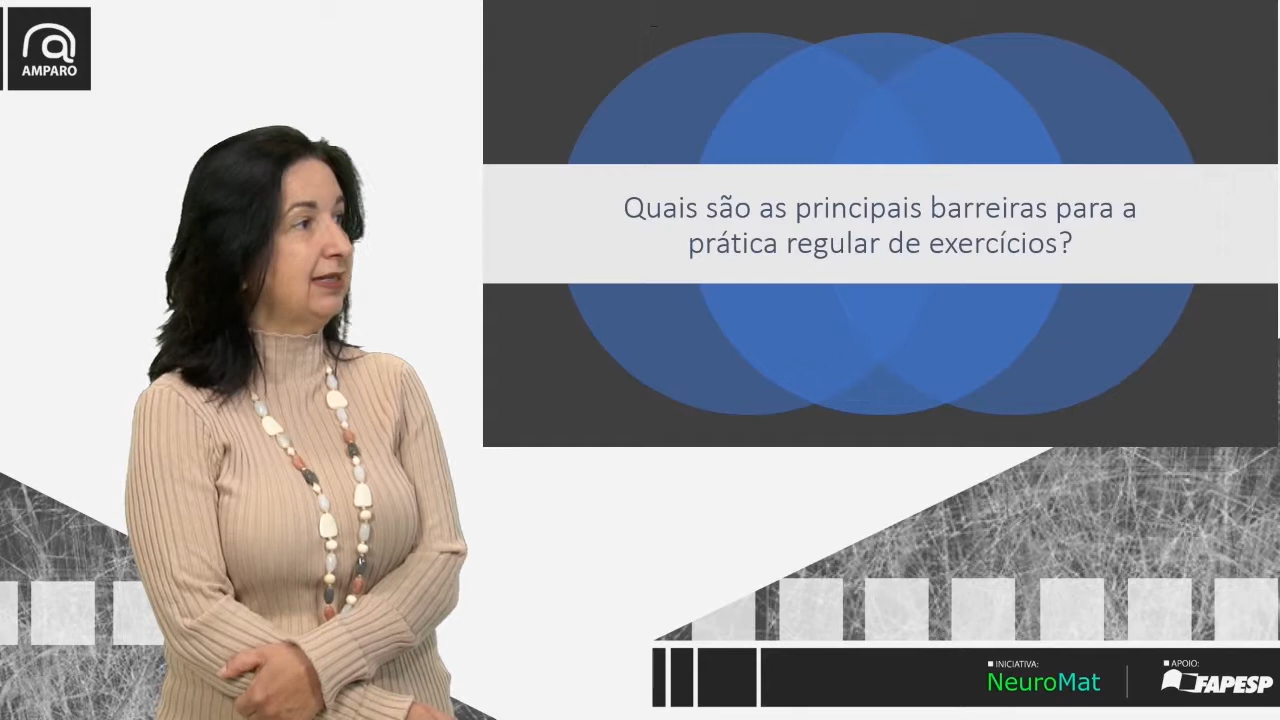 AMPARO
Quais são as principais barreiras para a
prática regular de exercícios?
INICIATIVA:
NeuroMat
APOIO:
FAPESP